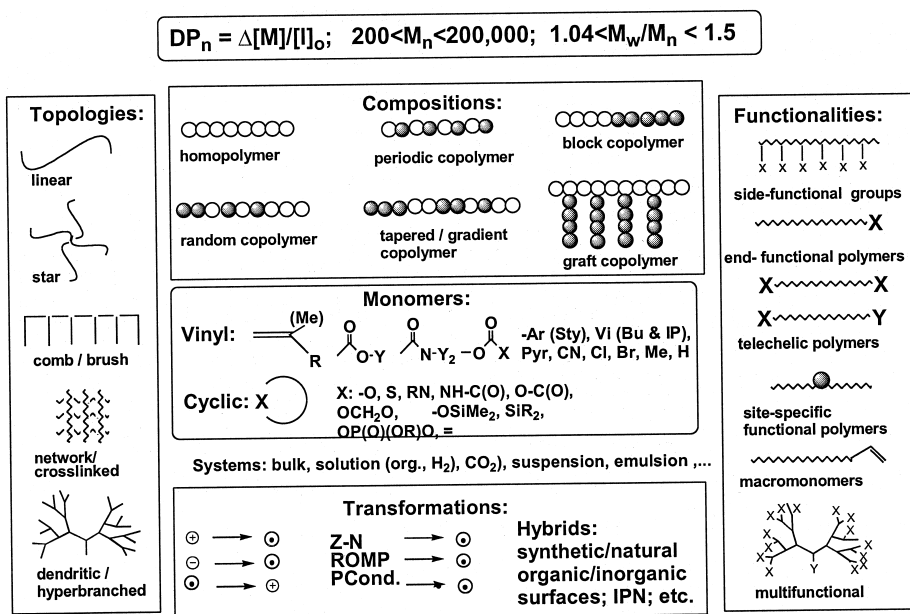 DPn = Δ[M]/[I]o; 200<Mn<200,000; 1.04<Mw/Mn < 1.5
Topologies:
linear
star
comb / brush
network/
crosslinked
dendritic /
hyperbranched
Compositions:
homopolymer
periodic copolymer
block copolymer
random copolymer
tapered / gradient
copolymer
graft copolymer
Monomers:
Vinyl:
(Me)
R
O
O-Y
O
N-Y2
O
-O
X
-Ar (Sty), Vi (Bu & IP),
Pyr, CN, Cl, Br, Me, H
Cyclic:
X
X: -O, S, RN, NH-C(O), O-C(O),
OCH2O, -OSiMe2, SiR2,
OP(O)(OR)O, =
Systems: bulk, solution (org., H2), CO2), suspension, emulsion ,...
Transformations:
+
-
+
Z-N
ROMP
PCond.
Hybrids:
synthetic/natural
organic/inorganic
surfaces; IPN; etc.
Functionalities:
X X X X X X
side-functional groups
X
end- functional polymers
X X
X Y
telechelic polymers
site-specific
functional polymers
macromonomers
X X X X X X X X X X X X
Y
multifunctional